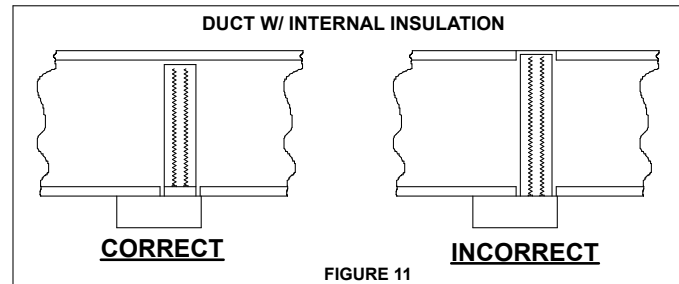 DUCT W/ INTERNAL INSULATION
CORRECT
INCORRECT
FIGURE 11